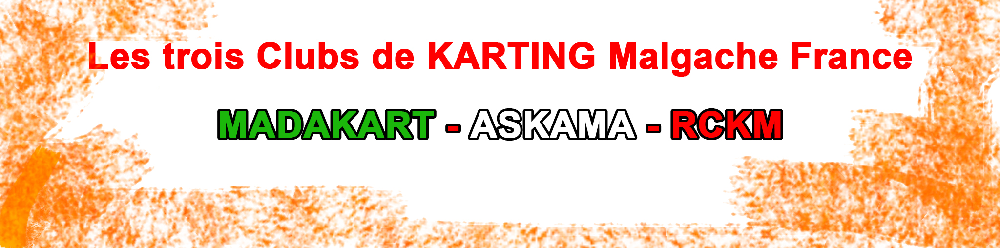 Les trois Clubs de KARTING Malgache France
MADAKART - ASKAMA - RCKM